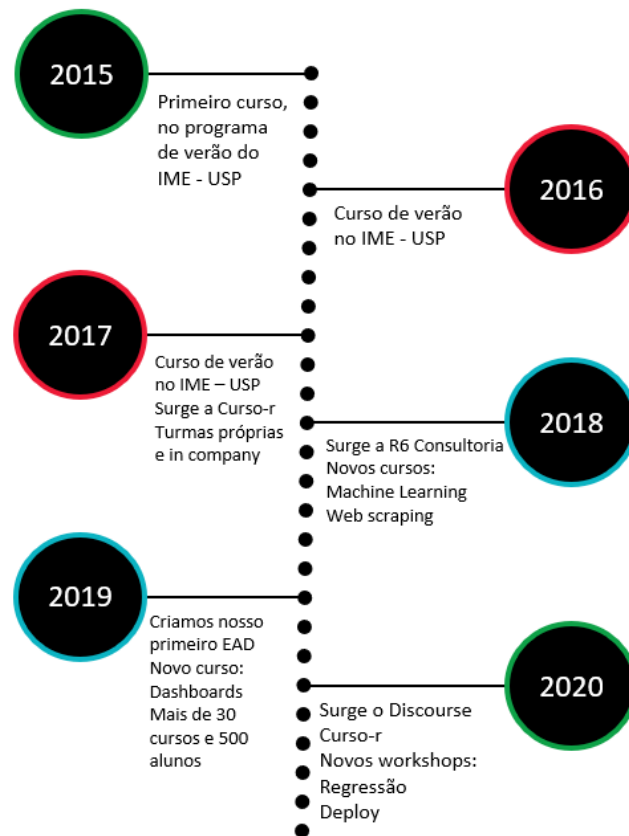 2015
Primeiro curso,
no programa
de verão do
IME - USP
2016
Curso de verão
no IME - USP
2017
Curso de verão
no IME – USP
Surge a Curso-r
Turmas próprias
e in company
2018
Surge a R6 Consultoria
Novos cursos:
Machine Learning
Web scraping
2019
Criamos nosso
primeiro EAD
Novo curso:
Dashboards
Mais de 30
cursos e 500
alunos
2020
Surge o Discourse
Curso-r
Novos workshops:
Regressão
Deploy